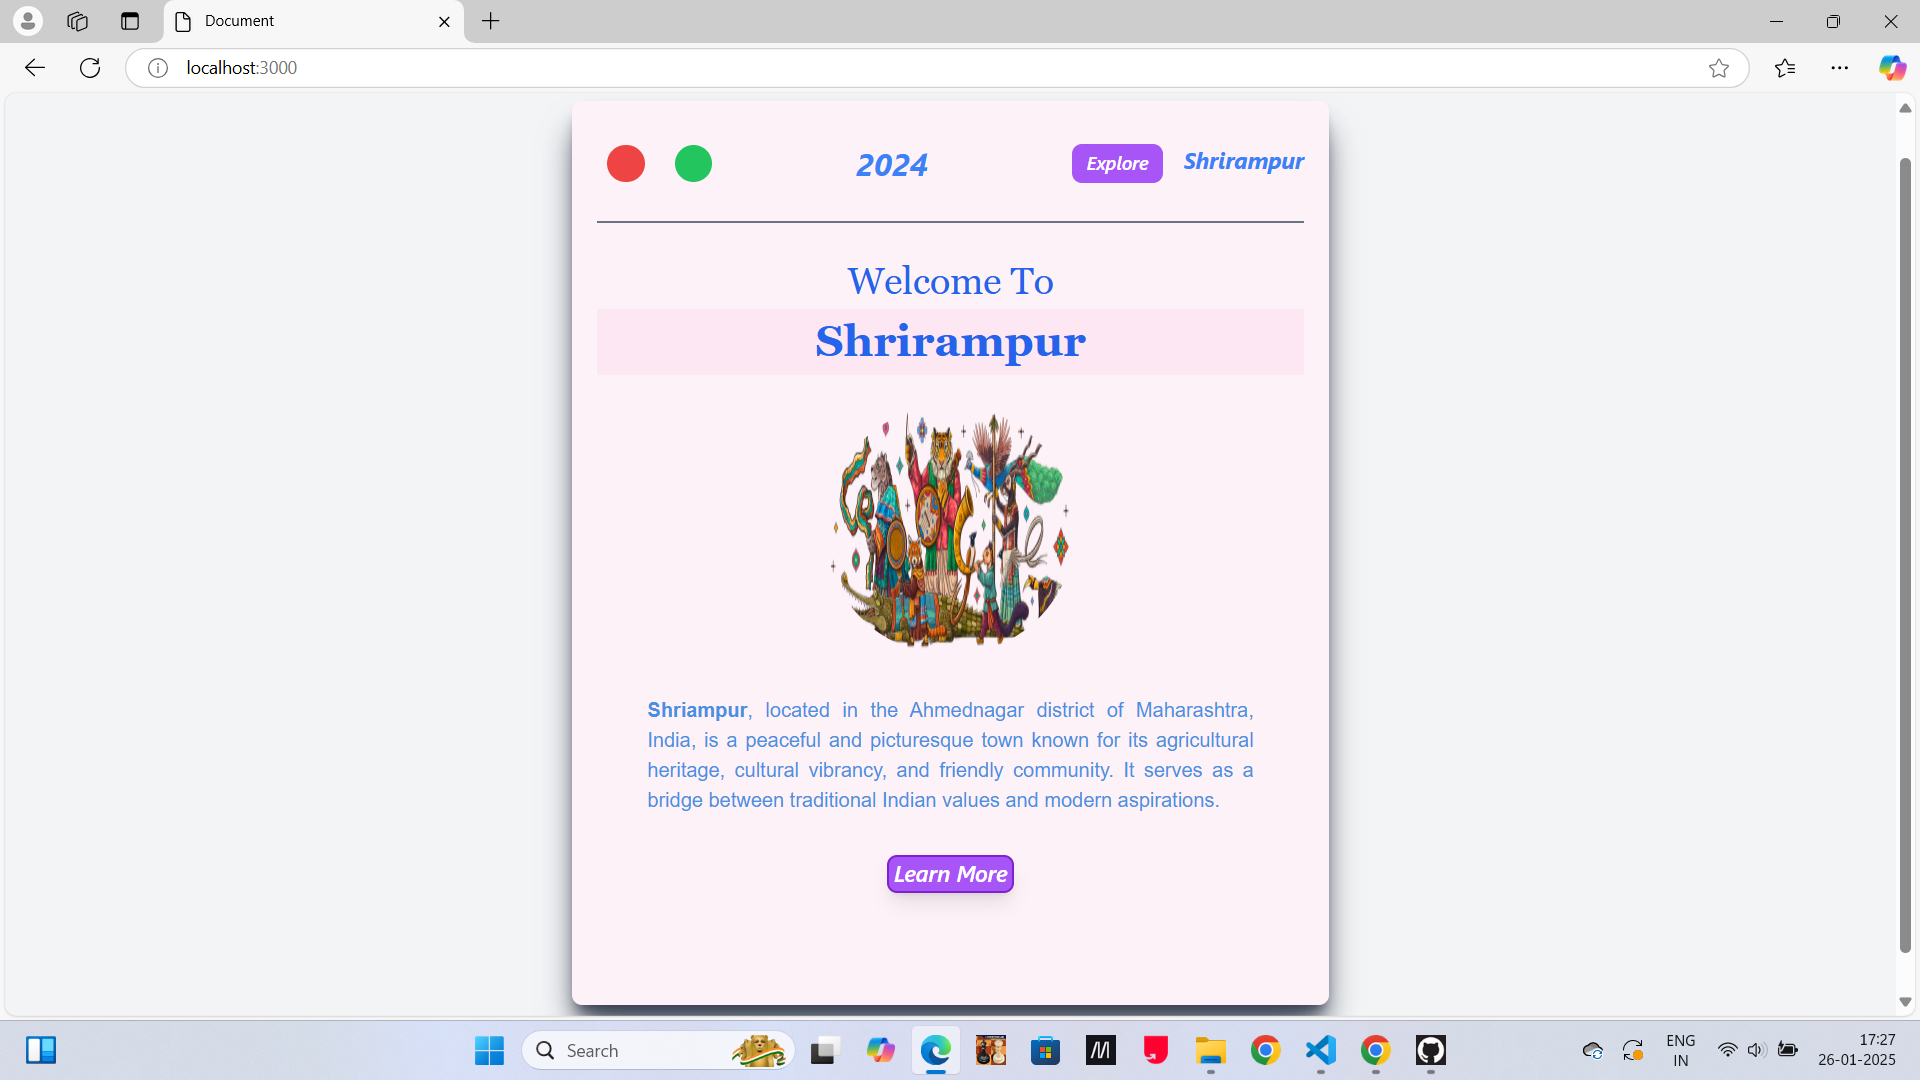 Document
localhost:3000
2024
Explore
Shrirampur
Welcome To
Shrirampur
Shriampur, located in the Ahmednagar district of Maharashtra,
India, is a peaceful and picturesque town known for its agricultural
heritage, cultural vibrancy, and friendly community. It serves as a
bridge between traditional Indian values and modern aspirations.
Learn More
Search
ENG
IN
17:27
26-01-2025